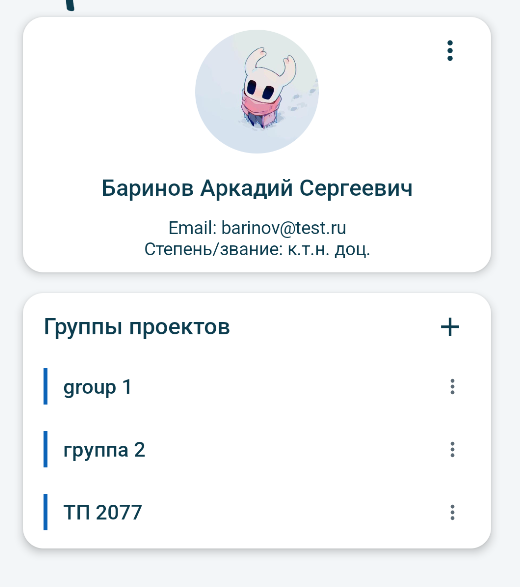 Баринов Аркадий Сергеевич
Email: barinov@test.ru
Степень/звание: к.т.н. доц.
Группы проектов
group 1
группа 2
ТП 2077